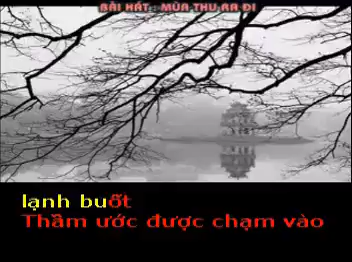 BÀI HÁT : MÙA THU RA ĐI
lạnh buốt
Thầm ước được chạm vào